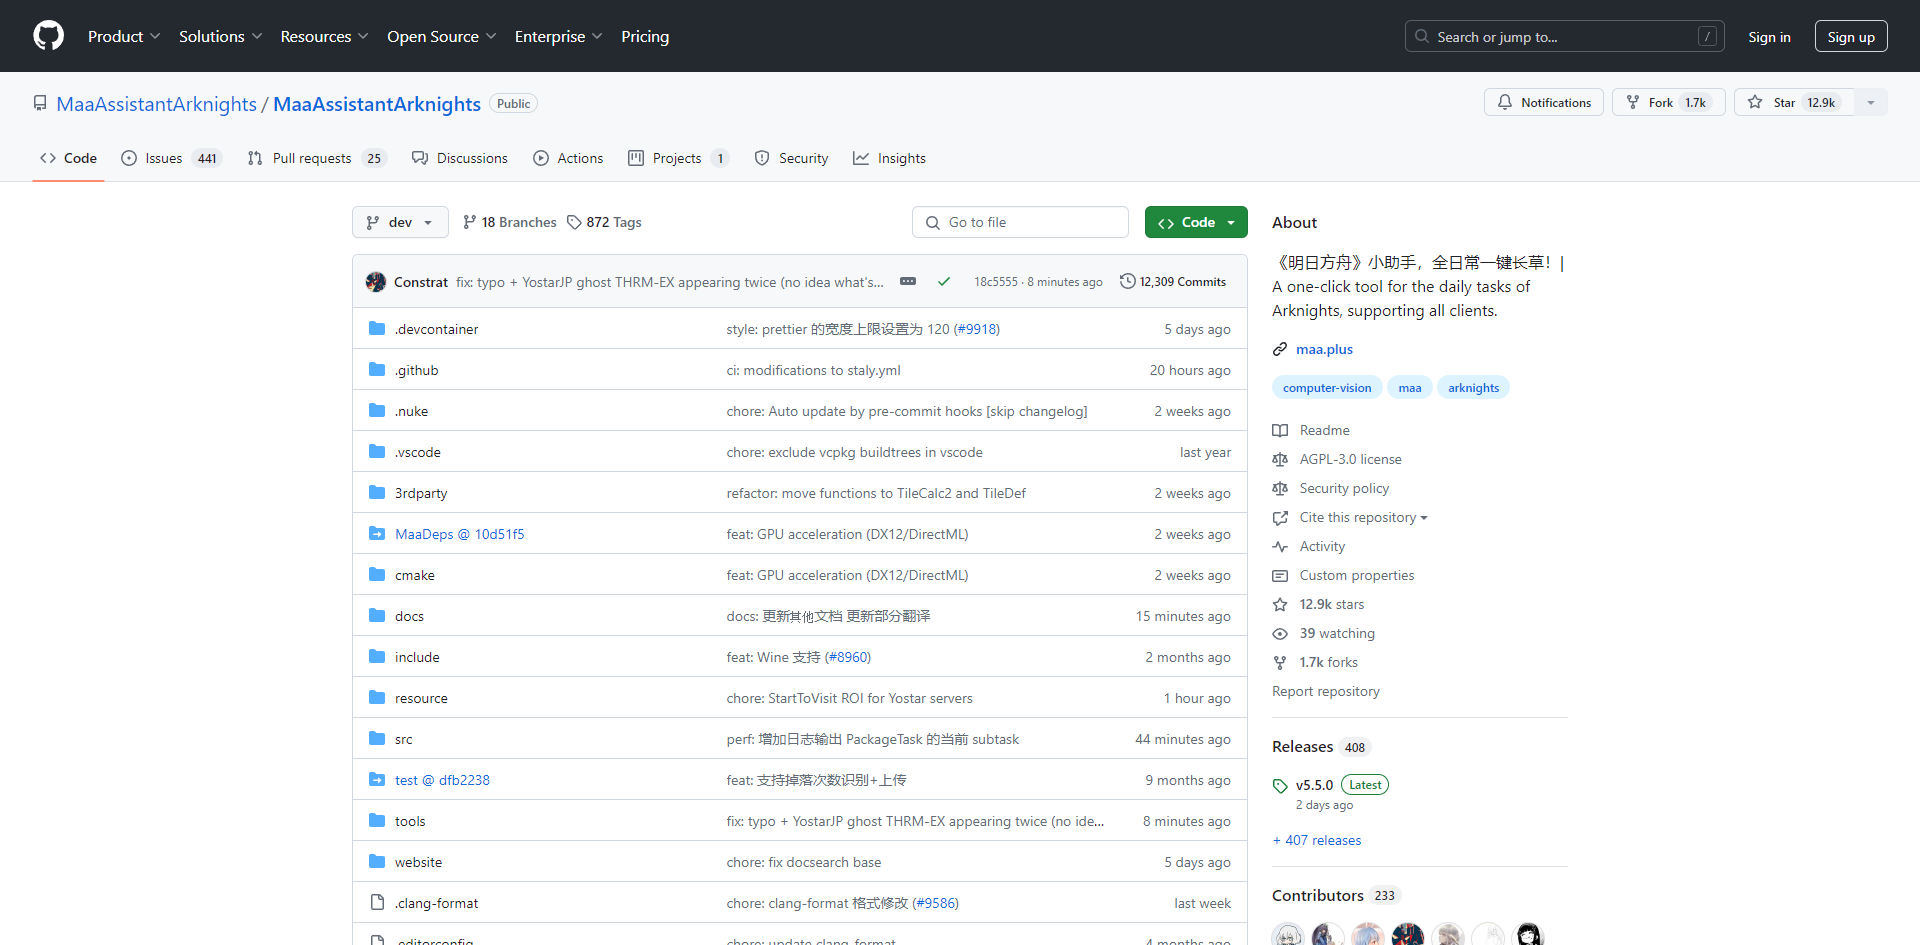 Product Solutions Resources Open Source Enterprise Pricing Search or jump to... / Sign in Sign up
MaaAssistantArknights / MaaAssistantArknights Public Notifications Fork 1.7k Star 12.9k
Code Issues 441 Pull requests 25 Discussions Actions Projects 1 Security Insights
dev 18 Branches 872 Tags Go to file Code
Constrat fix: typo + YostarJP ghost THRM-EX appearing twice (no idea what's... 18c5555 · 8 minutes ago 12,309 Commits
.devcontainer style: prettier 的宽度上限设置为 120 (#9918) 5 days ago
.github ci: modifications to staly.yml 20 hours ago
.nuke chore: Auto update by pre-commit hooks [skip changelog] 2 weeks ago
.vscode chore: exclude vcpkg buildtrees in vscode last year
3rdparty refactor: move functions to TileCalc2 and TileDef 2 weeks ago
MaaDeps @ 10d51f5 feat: GPU acceleration (DX12/DirectML) 2 weeks ago
cmake feat: GPU acceleration (DX12/DirectML) 2 weeks ago
docs docs: 更新其他文档 更新部分翻译 15 minutes ago
include feat: Wine 支持 (#8960) 2 months ago
resource chore: StartToVisit ROI for Yostar servers 1 hour ago
src perf: 增加日志输出 PackageTask 的当前 subtask 44 minutes ago
test @ dfb2238 feat: 支持掉落次数识别+上传 9 months ago
tools fix: typo + YostarJP ghost THRM-EX appearing twice (no ide... 8 minutes ago
website chore: fix docsearch base 5 days ago
.clang-format chore: clang-format 格式修改 (#9586) last week
.editorconfig chore: update clang-format 4 months ago
About
《明日方舟》小助手，全日常一键长草！|
A one-click tool for the daily tasks of
Arknights, supporting all clients.
maa.plus
computer-vision maa arknights
Readme
AGPL-3.0 license
Security policy
Cite this repository
Activity
Custom properties
12.9k stars
39 watching
1.7k forks
Report repository
Releases 408
v5.5.0 Latest
2 days ago
+ 407 releases
Contributors 233